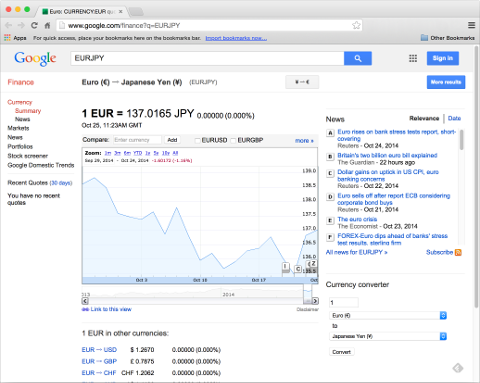 Euro: CURRENCY:EUR qu
www.google.com/finance?q=EURJPY
Apps
For quick access, place your bookmarks here on the bookmarks bar. Import bookmarks now...
Other Bookmarks
Google
EURJPY
Sign in
Finance
Euro (€) → Japanese Yen (¥) (EURJPY)
¥ → €
More results
Currency
Summary
News
Markets
News
Portfolios
Stock screener
Google Domestic Trends
Recent Quotes (30 days)
You have no recent
quotes
1 EUR = 137.0165 JPY 0.00000 (0.000%)
Oct 25, 11:23AM GMT
Compare: Enter currency Add EURUSD EURGBP more »
Zoom: 1m 3m 6m YTD 1y 5y 10y All
Sep 29, 2014 - Oct 24, 2014 -1.60172 (-1.16%)
139.0
138.5
138.0
137.5
137.0
136.5
136.0
135.5
Oct 3
Oct 10
Oct 17
2014
Link to this view
Disclaimer
1 EUR in other currencies:
EUR → USD $ 1.2670 0.00000 (0.000%)
EUR → GBP £ 0.7875 0.00000 (0.000%)
EUR → CHF CHF 1.2062 0.00000 (0.000%)
News
Relevance Date
A Euro rises on bank stress tests report, short-
covering
Reuters - Oct 24, 2014
B Britain's two billion euro bill explained
The Guardian - 22 hours ago
C Dollar gains on uptick in US CPI, euro
banking concerns
Reuters - Oct 22, 2014
D Euro sells off after report ECB considering
corporate bond buys
Reuters - Oct 21, 2014
E The euro crisis
The Economist - Oct 23, 2014
F FOREX-Euro dips ahead of banks' stress
test results, sterling firm
All news for EURJPY »
Subscribe
Currency converter
1
Euro (€)
to
Japanese Yen (¥)
Convert